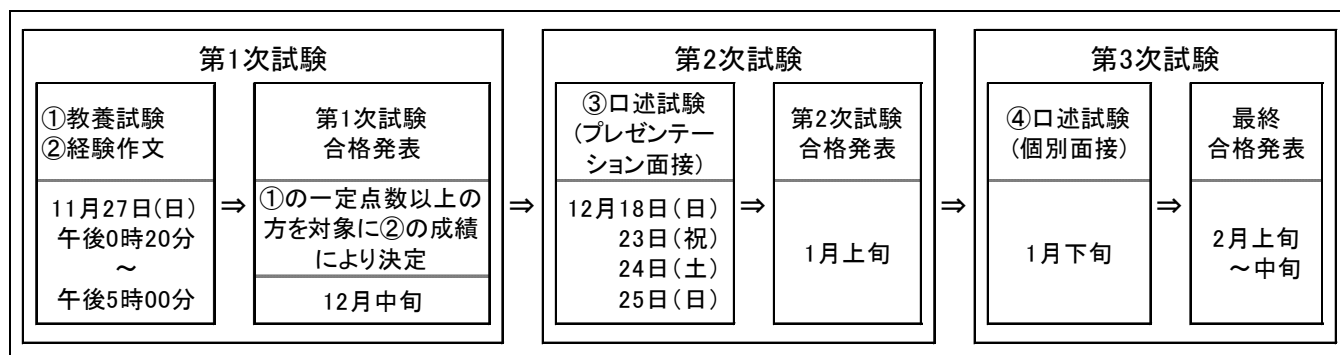 第1次試験
①教養試験
②経験作文
11月27日(日)
午後0時20分
～
午後5時00分
⇒
第1次試験
合格発表
①の一定点数以上の
方を対象に②の成績
により決定
12月中旬
⇒
第2次試験
③口述試験
(プレゼンテー
ション面接)
12月18日(日)
23日(祝)
24日(土)
25日(日)
⇒
第2次試験
合格発表
1月上旬
⇒
第3次試験
④口述試験
(個別面接)
1月下旬
⇒
最終
合格発表
2月上旬
～中旬